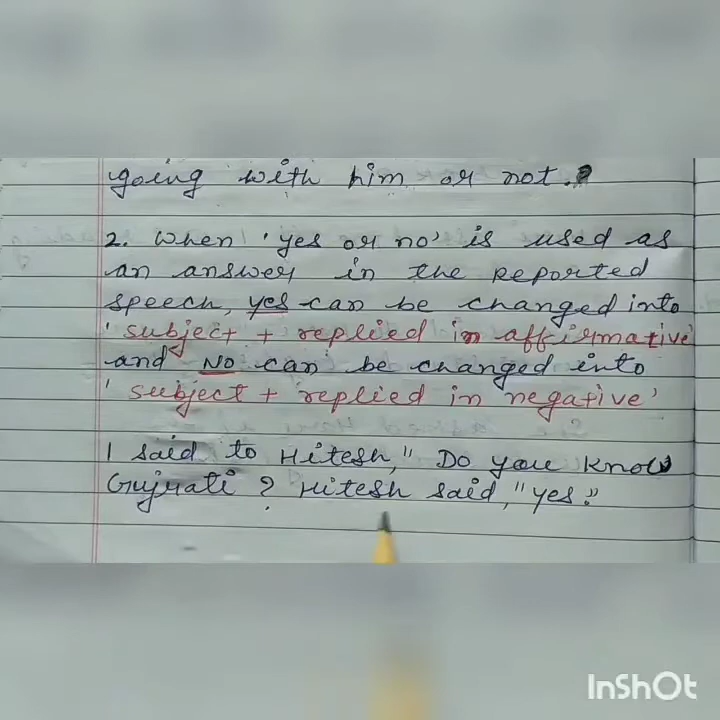 going with him or not.
2. When 'yes or no' is used as
an answer in the reported
speech, yes can be changed into
'subject + replied in affirmative'
and NO can be changed into
'subject + replied in negative'
I said to Hitesh," Do you know
Gujrati ? Hitesh said,"yes."
InShOt